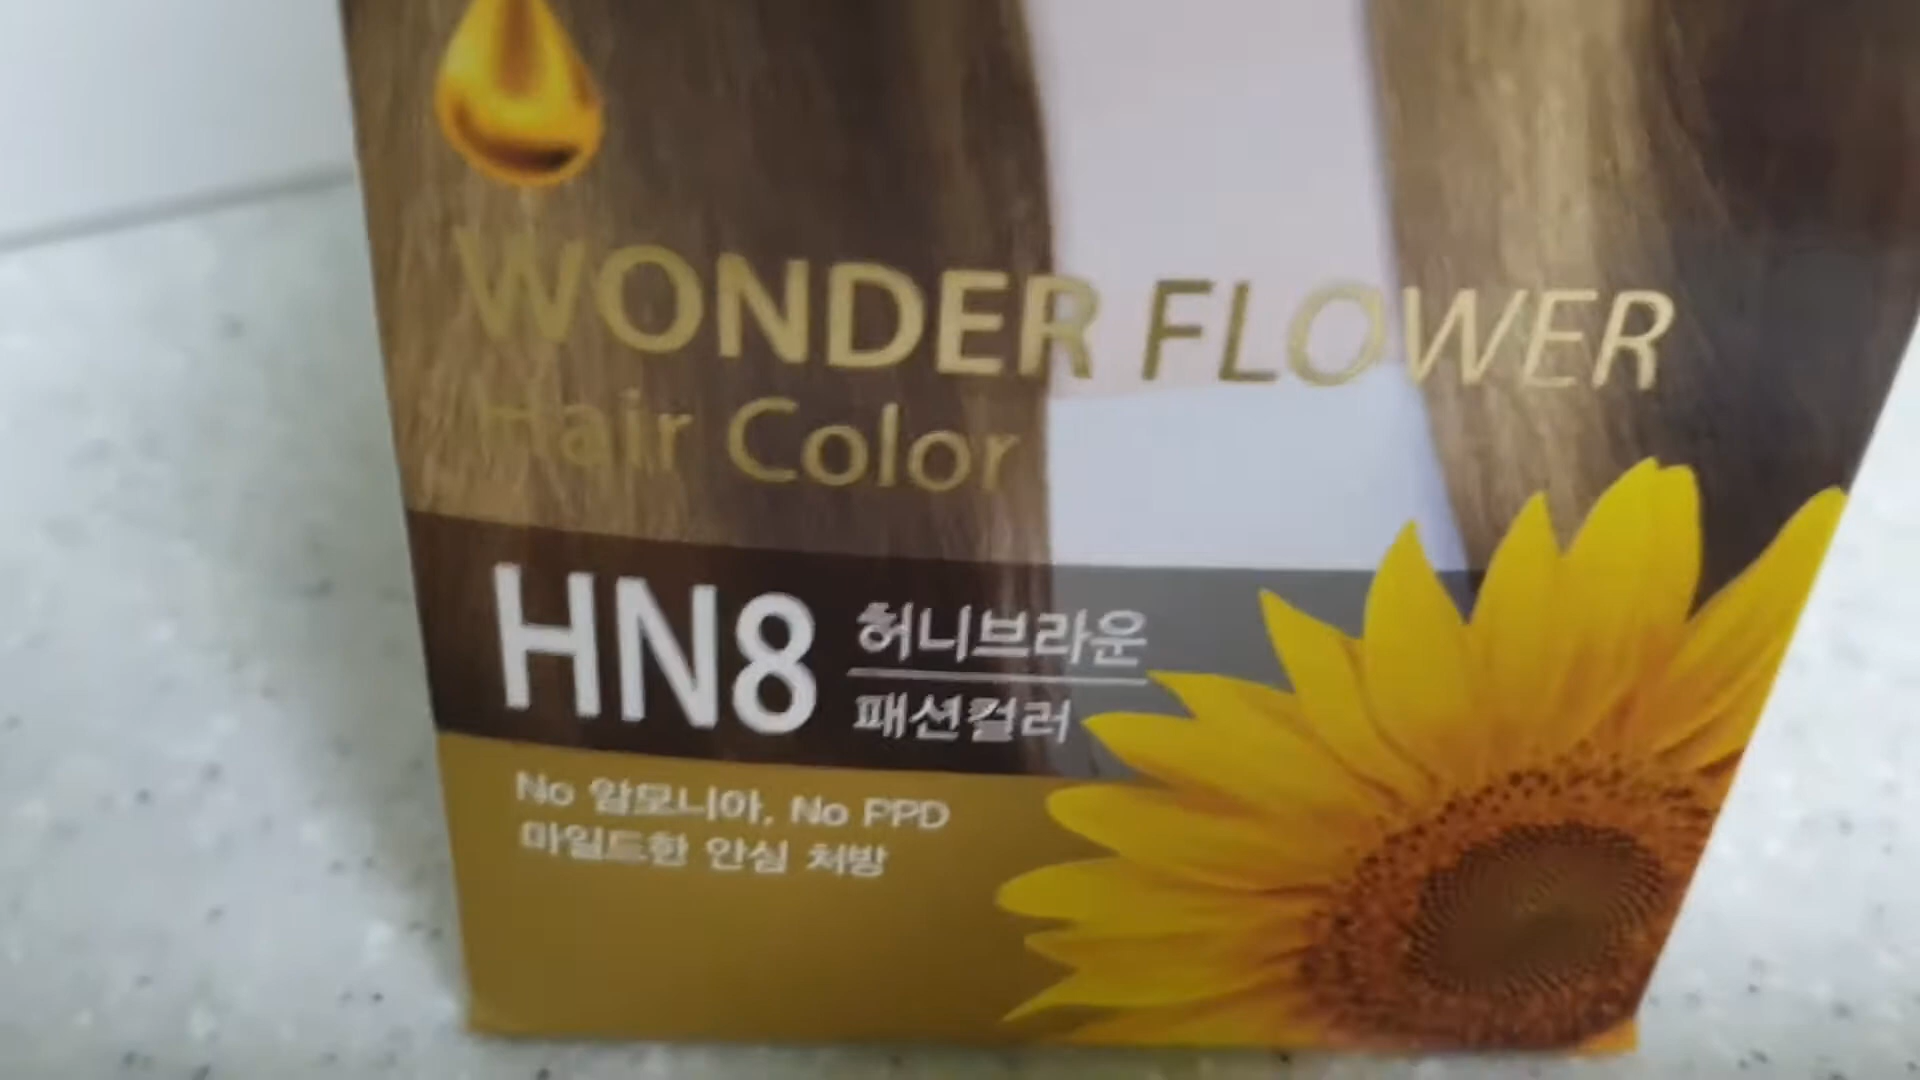 WONDER FLOWER
Hair Color
HN8 허니브라운
패션컬러
No 암모니아, No PPD
마일드한 안심 처방